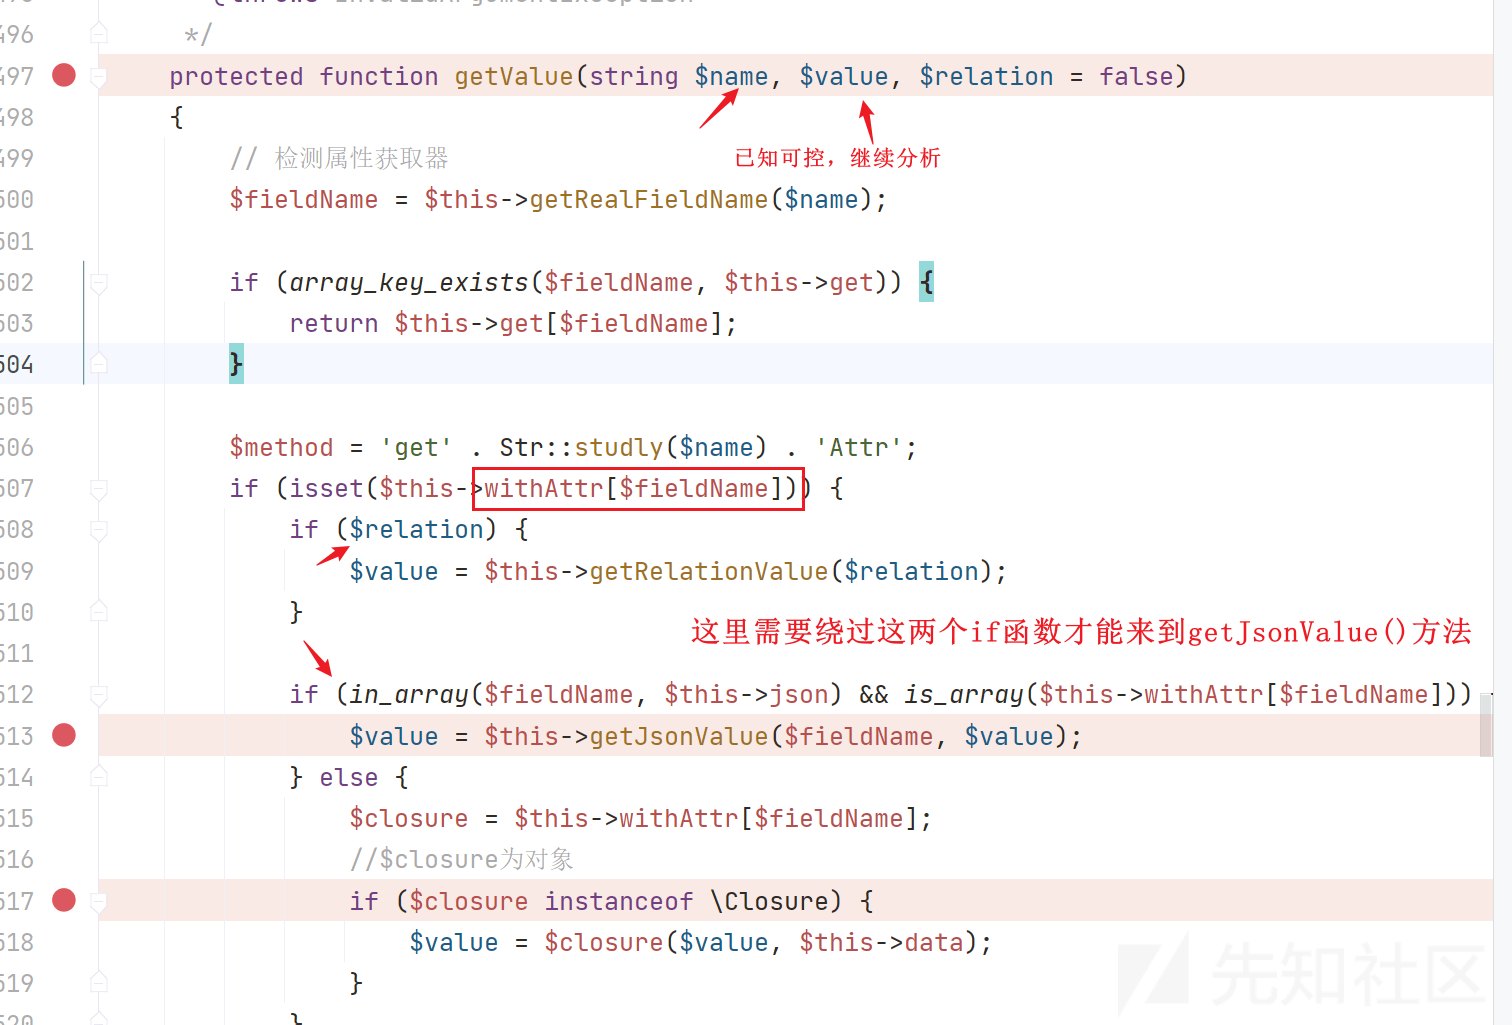 496 */
497 protected function getValue(string $name, $value, $relation = false)
498 {
已知可控，继续分析
499 // 检测属性获取器
500 $fieldName = $this->getRealFieldName($name);
501
502 if (array_key_exists($fieldName, $this->get)) {
503 return $this->get[$fieldName];
504 }
505
506 $method = 'get' . Str::studly($name) . 'Attr';
507 if (isset($this->withAttr[$fieldName])) {
508 if ($relation) {
509 $value = $this->getRelationValue($relation);
510 }
这里需要绕过这两个if函数才能来到getJsonValue()方法
511
512 if (in_array($fieldName, $this->json) && is_array($this->withAttr[$fieldName]))
513 $value = $this->getJsonValue($fieldName, $value);
514 } else {
515 $closure = $this->withAttr[$fieldName];
516 //$closure为对象
517 if ($closure instanceof \Closure) {
518 $value = $closure($value, $this->data);
519 }
520 }
先知社区